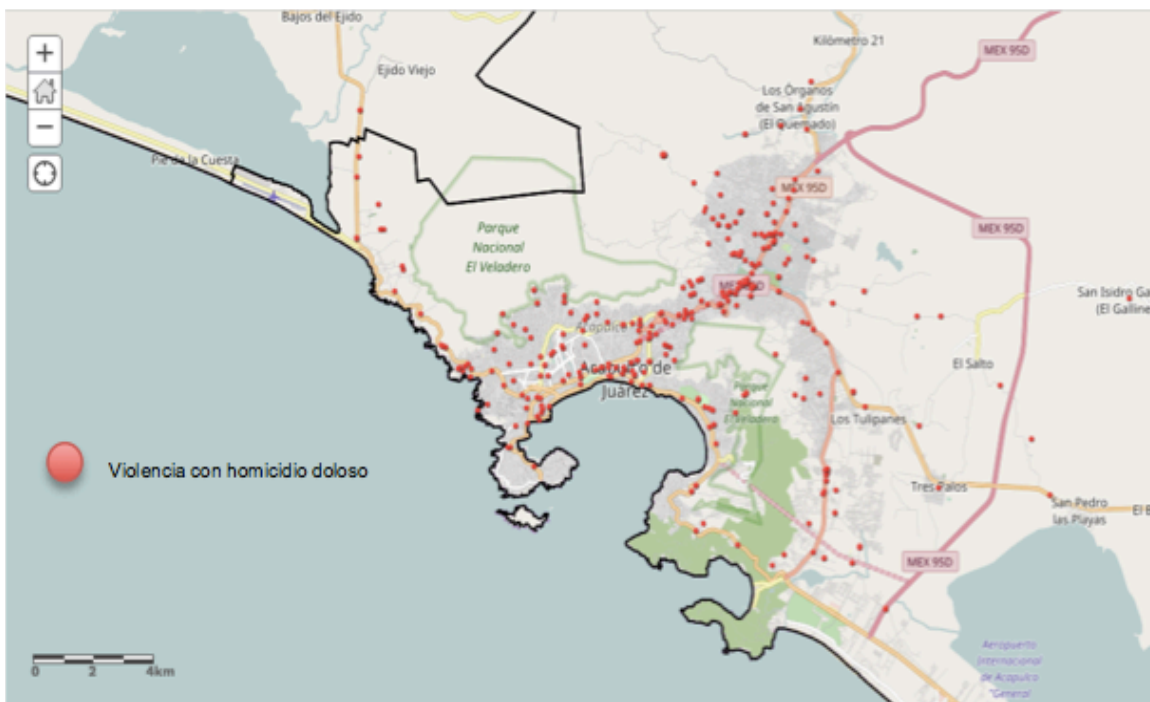 Bajos del Ejido
Kilómetro 21
MEX 95D
+
Ejido Viejo
Los Órganos
de San Agustín
(El Quemado)
−
Pie de la Cuesta
MEX 95D
Parque
Nacional
El Veladero
MEX 95D
San Isidro Ga
(El Galline
Acapulco
El Salto
Acapulco de
Juárez
Parque
Nacional
El Veladero
Los Tulipanes
Violencia con homicidio doloso
Tres Palos
San Pedro
las Playas
MEX 95D
Aeropuerto
Internacional
de Acapulco
"General
0 2 4km